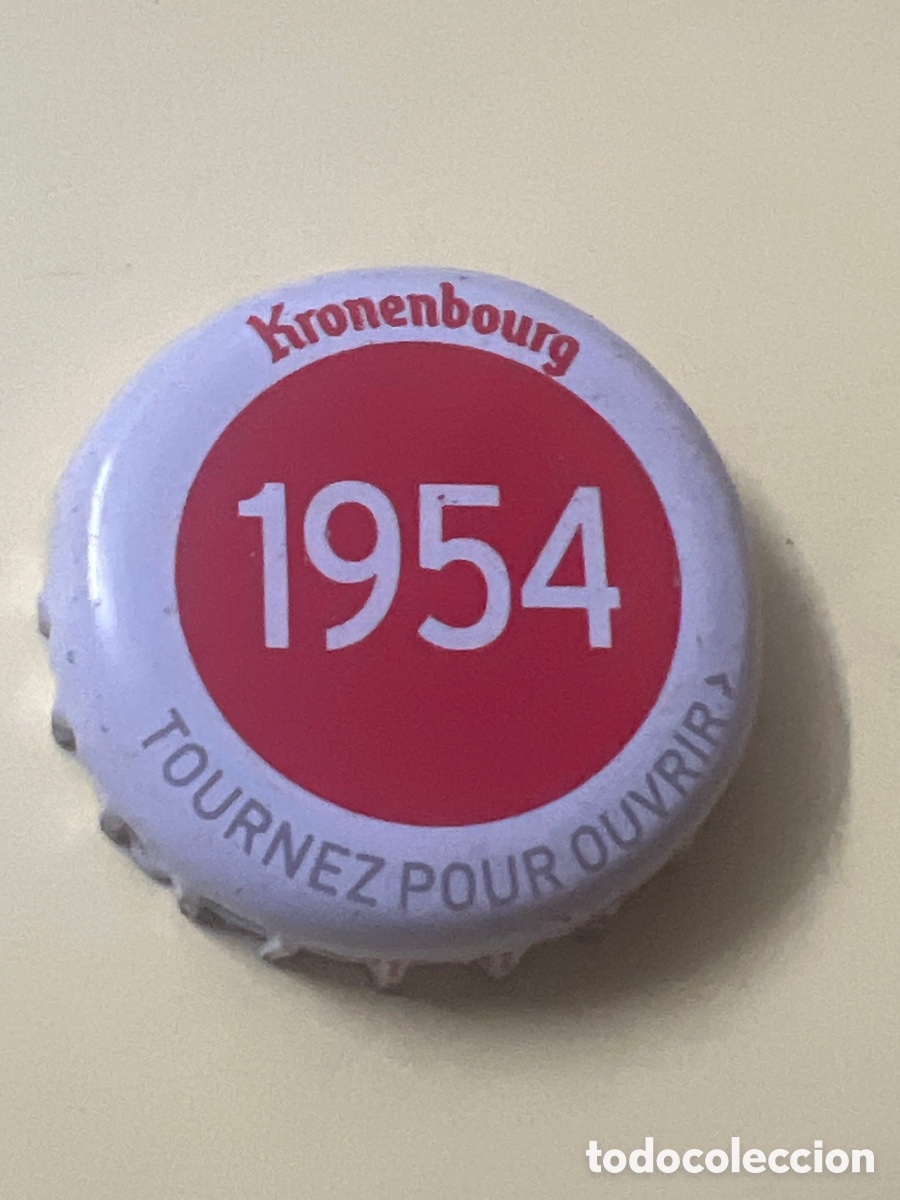 Kronenbourg
1954
TOURNEZ POUR OUVRIR >
todocoleccion